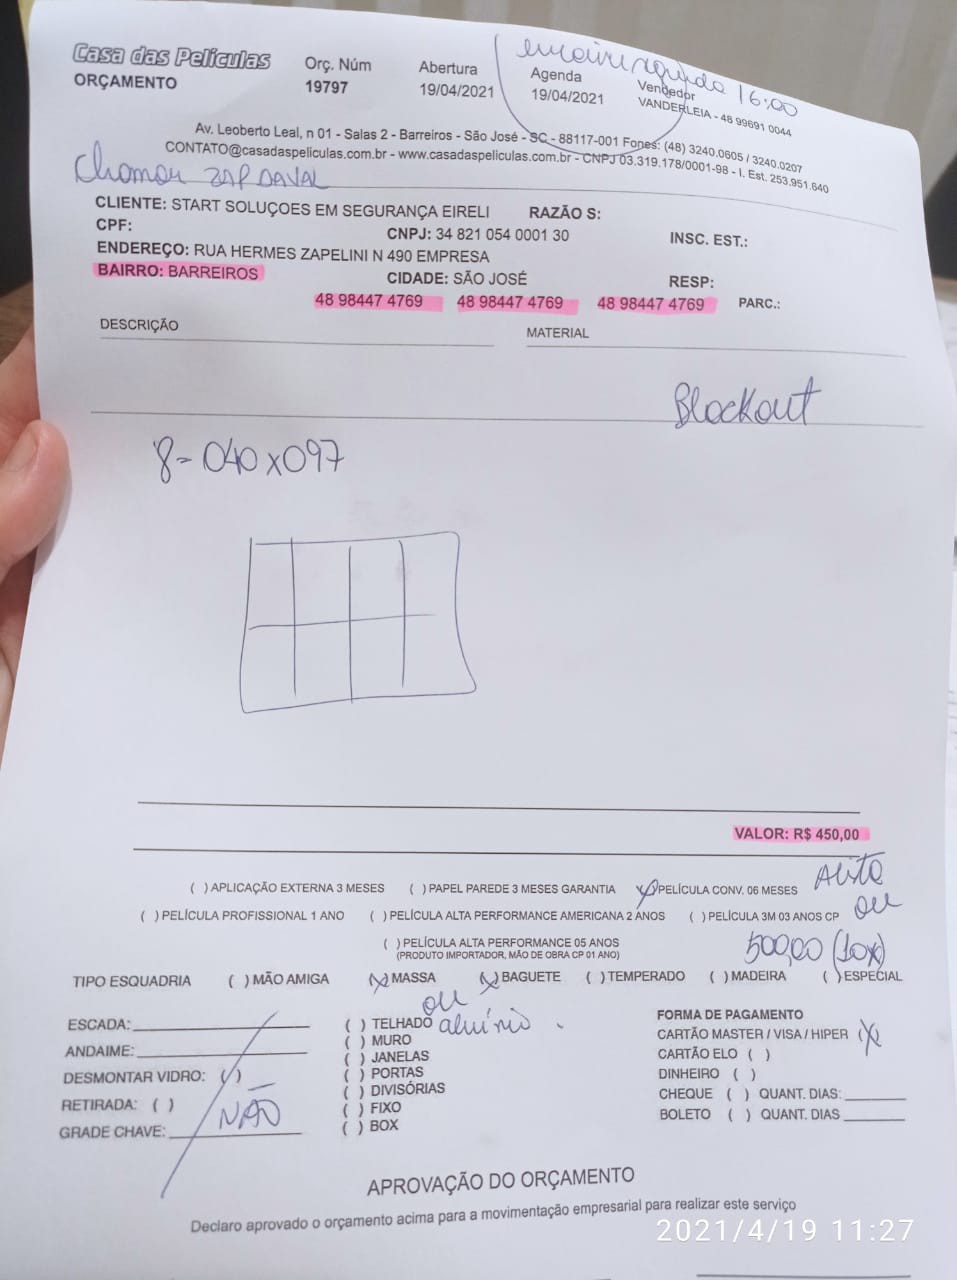 Casa das Películas
ORÇAMENTO
Orç. Núm
19797
Abertura
19/04/2021
Agenda
19/04/2021
16:00
Vendedor
VANDERLEIA - 48 99691 0044
Av. Leoberto Leal, n 01 - Salas 2 - Barreiros - São José - SC - 88117-001 Fones: (48) 3240.0605 / 3240.0207
CONTATO@casadaspeliculas.com.br - www.casadaspeliculas.com.br - CNPJ 03.319.178/0001-98 - I. Est. 253.951.640
Chamar ZAP
CLIENTE: START SOLUÇOES EM SEGURANÇA EIRELI RAZÃO S:
CPF: CNPJ: 34 821 054 0001 30 INSC. EST.:
ENDEREÇO: RUA HERMES ZAPELINI N 490 EMPRESA
BAIRRO: BARREIROS CIDADE: SÃO JOSÉ RESP:
48 98447 4769 48 98447 4769 48 98447 4769 PARC.:
DESCRIÇÃO MATERIAL
Blockout
8= 040x097
VALOR: R$ 450,00
( ) APLICAÇÃO EXTERNA 3 MESES ( ) PAPEL PAREDE 3 MESES GARANTIA (X) PELÍCULA CONV. 06 MESES
( ) PELÍCULA PROFISSIONAL 1 ANO ( ) PELÍCULA ALTA PERFORMANCE AMERICANA 2 ANOS ( ) PELÍCULA 3M 03 ANOS CP
ou
( ) PELÍCULA ALTA PERFORMANCE 05 ANOS
(PRODUTO IMPORTADOR, MÃO DE OBRA CP 01 ANO)
500,00 (10x)
TIPO ESQUADRIA ( ) MÃO AMIGA (X) MASSA (X) BAGUETE ( ) TEMPERADO ( ) MADEIRA ( ) ESPECIAL
ou
ESCADA:
ANDAIME:
DESMONTAR VIDRO: ( )
RETIRADA: ( )
GRADE CHAVE:
NÃO
( ) TELHADO
( ) MURO
( ) JANELAS
( ) PORTAS
( ) DIVISÓRIAS
( ) FIXO
( ) BOX
FORMA DE PAGAMENTO
CARTÃO MASTER / VISA / HIPER (X)
CARTÃO ELO ( )
DINHEIRO ( )
CHEQUE ( ) QUANT. DIAS:
BOLETO ( ) QUANT. DIAS
APROVAÇÃO DO ORÇAMENTO
Declaro aprovado o orçamento acima para a movimentação empresarial para realizar este serviço
2021/4/19 11:27